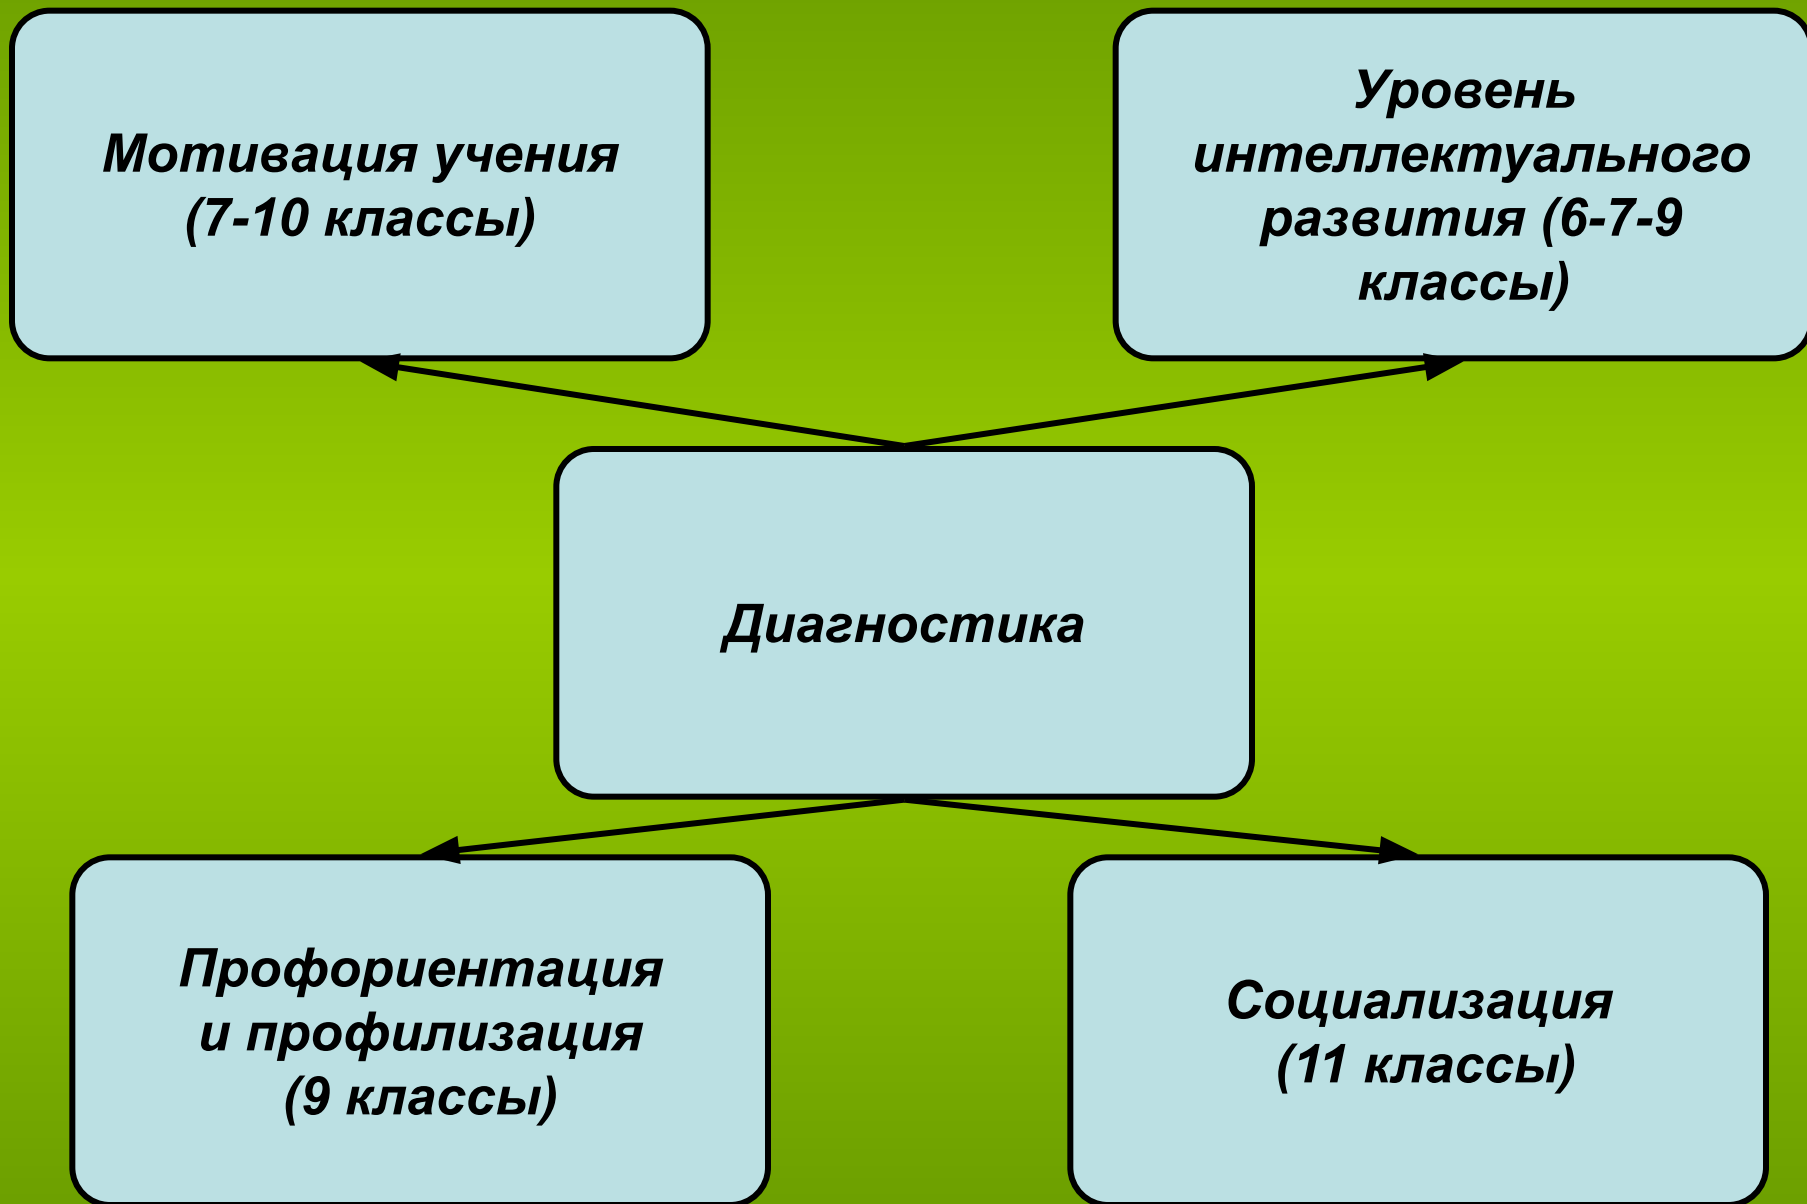 Мотивация учения
(7-10 классы)
Уровень
интеллектуального
развития (6-7-9
классы)
Диагностика
Профориентация
и профилизация
(9 классы)
Социализация
(11 классы)